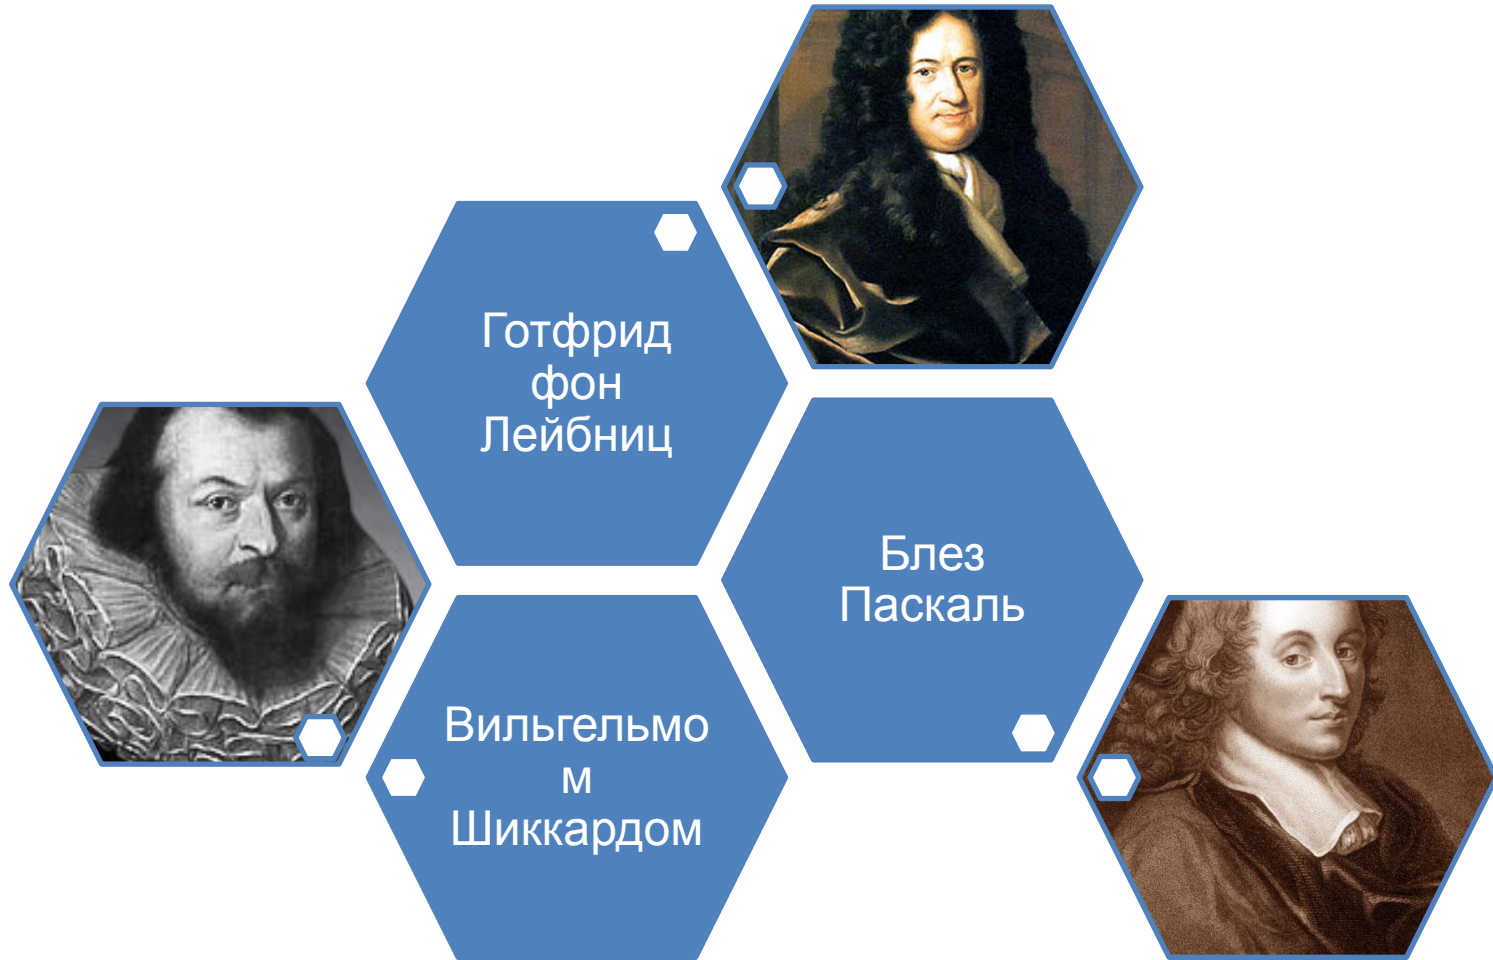 Готфрид
фон
Лейбниц
Блез
Паскаль
Вильгельмо
м
Шиккардом